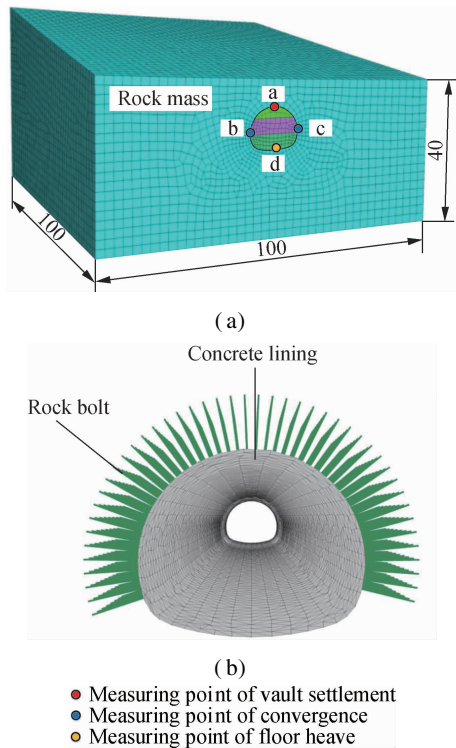 a
Rock mass
b
c
d
40
100
100
(a)
Concrete lining
Rock bolt
(b)
Measuring point of vault settlement
Measuring point of convergence
Measuring point of floor heave